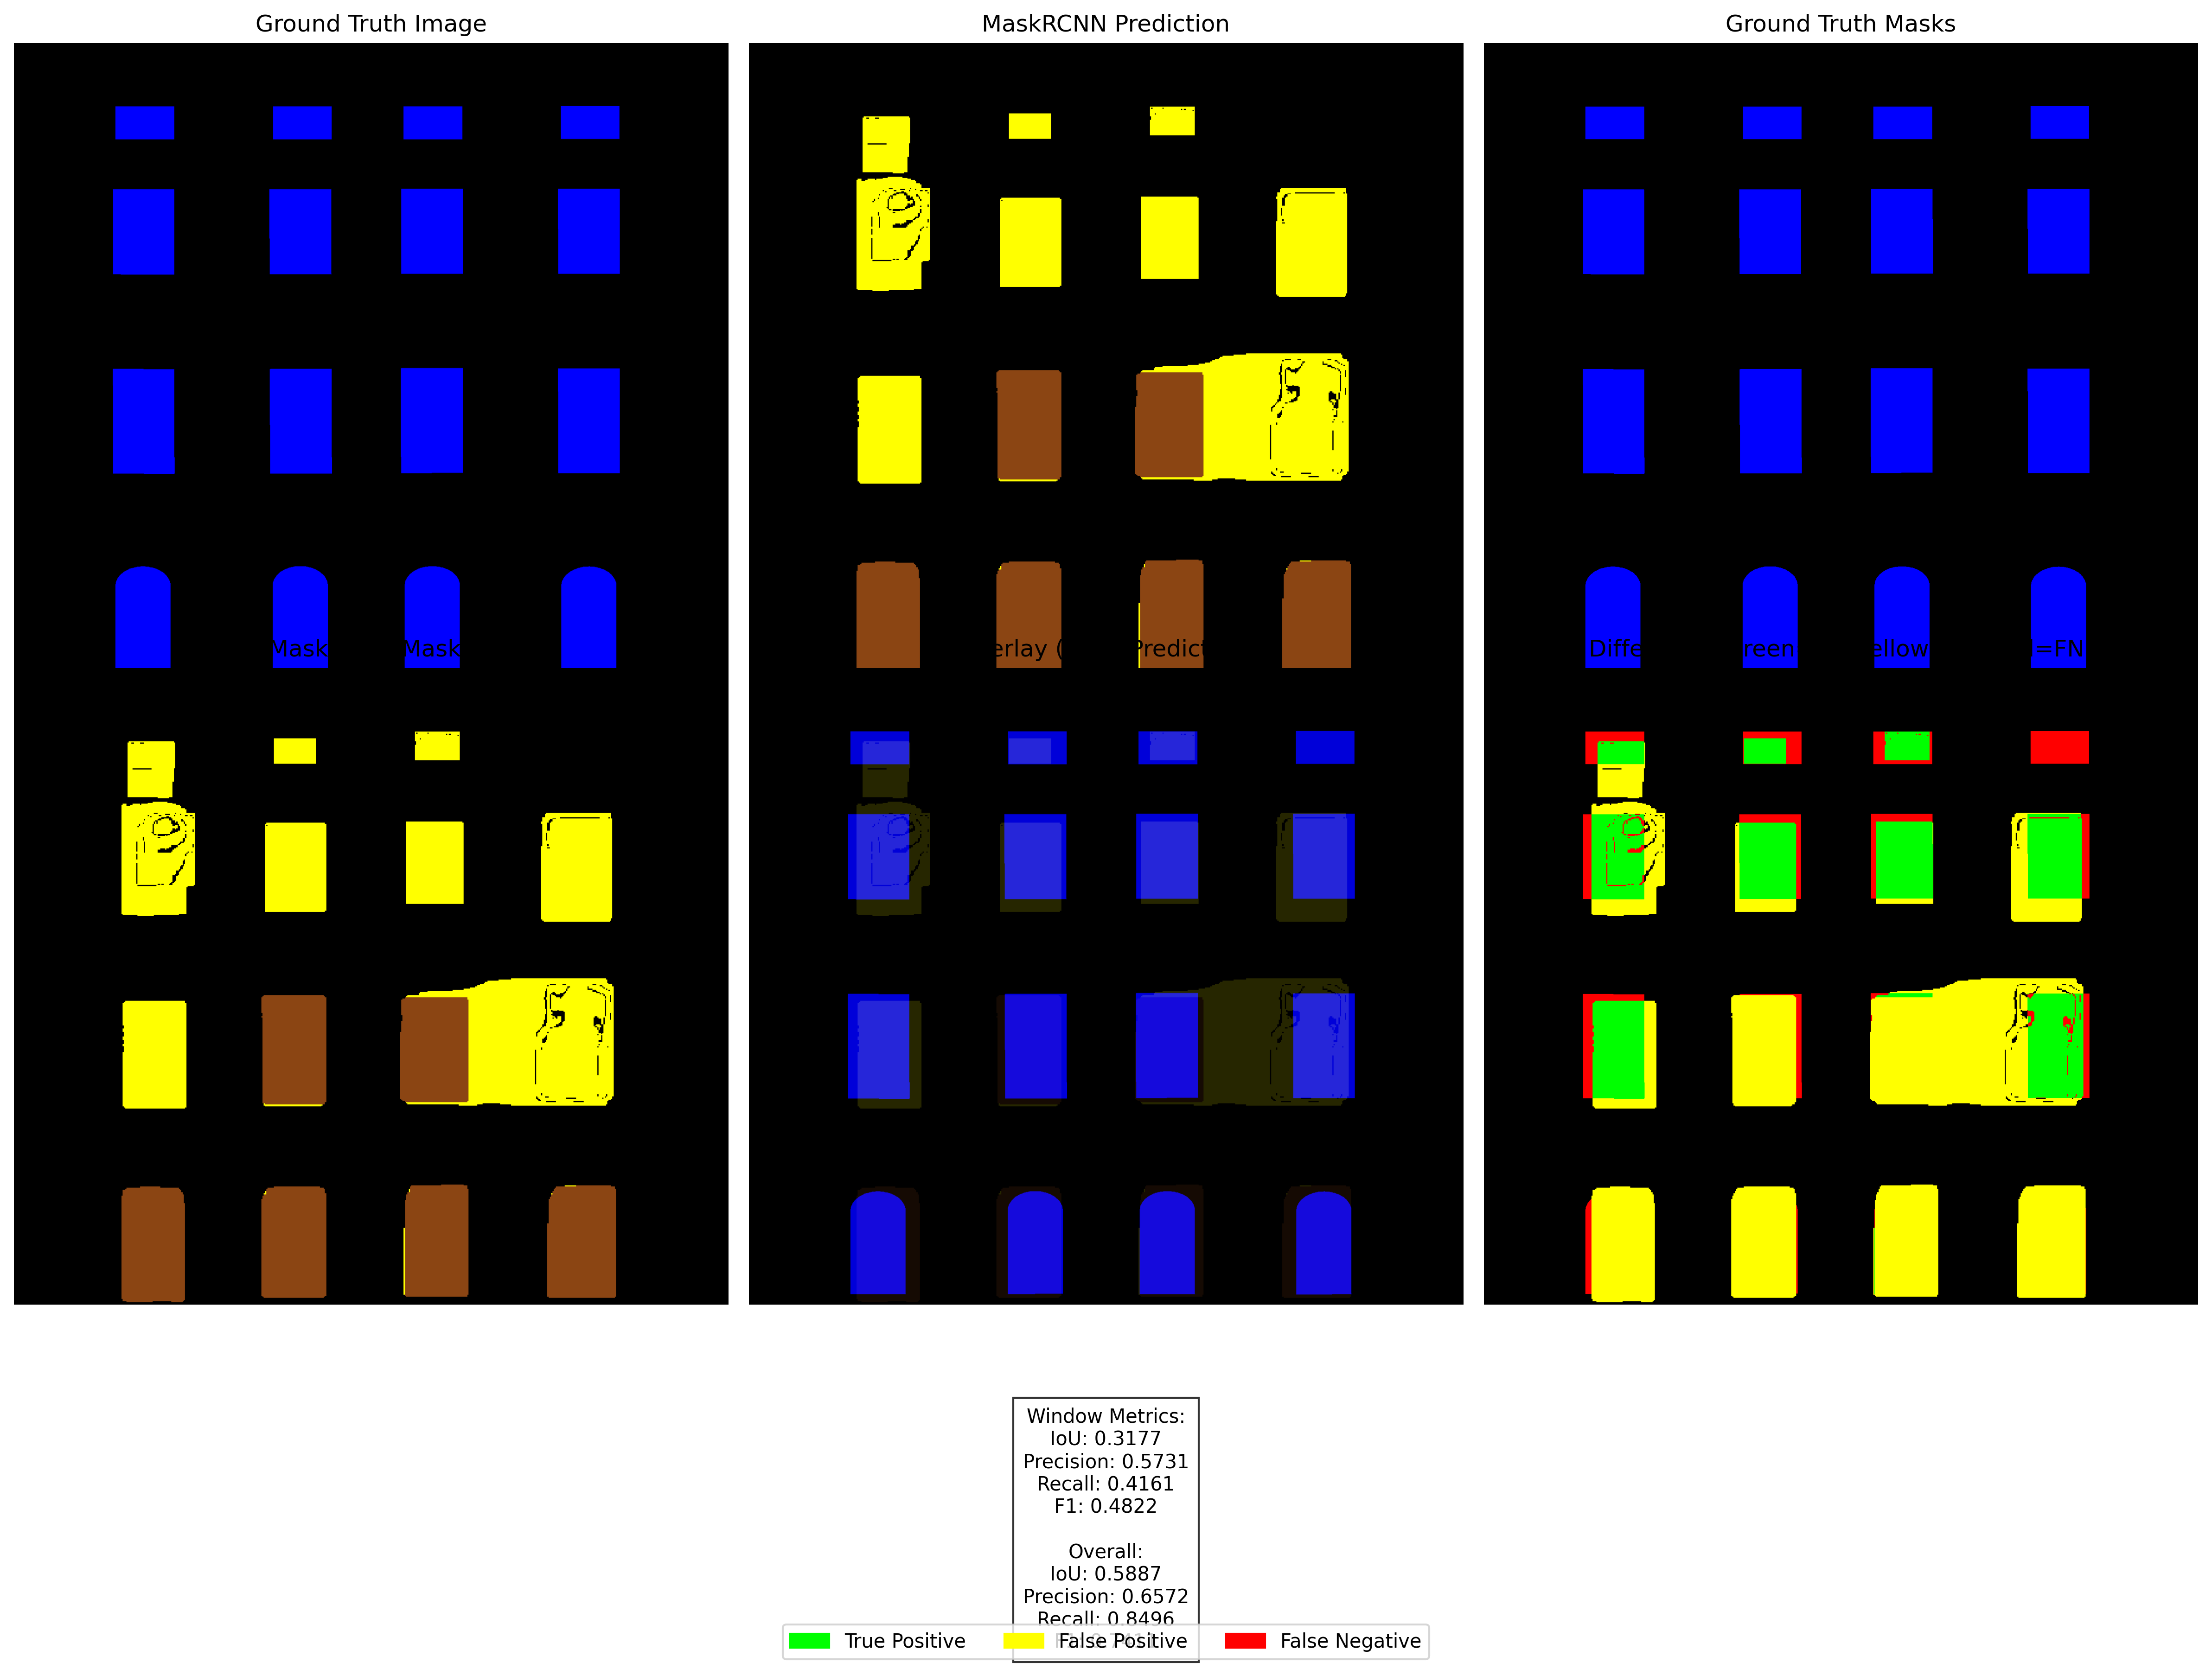 Ground Truth Image
MaskRCNN Prediction
Ground Truth Masks
Mask Mask
erlay ( Predict
Diffe reen ellow =FN
Window Metrics:
IoU: 0.3177
Precision: 0.5731
Recall: 0.4161
F1: 0.4822
Overall:
IoU: 0.5887
Precision: 0.6572
Recall: 0.8496
True Positive
False Positive
False Negative